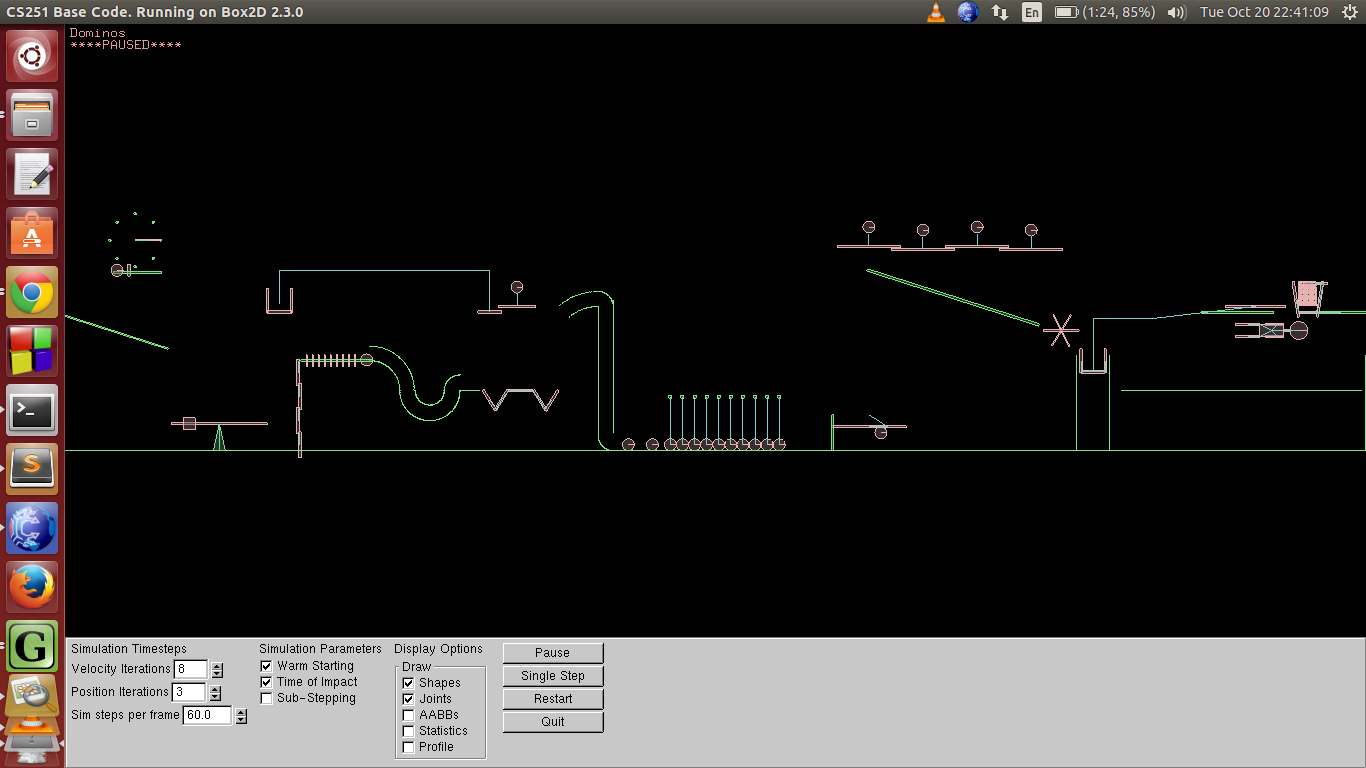 CS251 Base Code. Running on Box2D 2.3.0
En
(1:24, 85%)
Tue Oct 20 22:41:09
Dominos
****PAUSED****
Simulation Timesteps
Velocity Iterations 8
Position Iterations 3
Sim steps per frame 60.0
Simulation Parameters
Warm Starting
Time of Impact
Sub-Stepping
Display Options
Draw
Shapes
Joints
AABBs
Statistics
Profile
Pause
Single Step
Restart
Quit